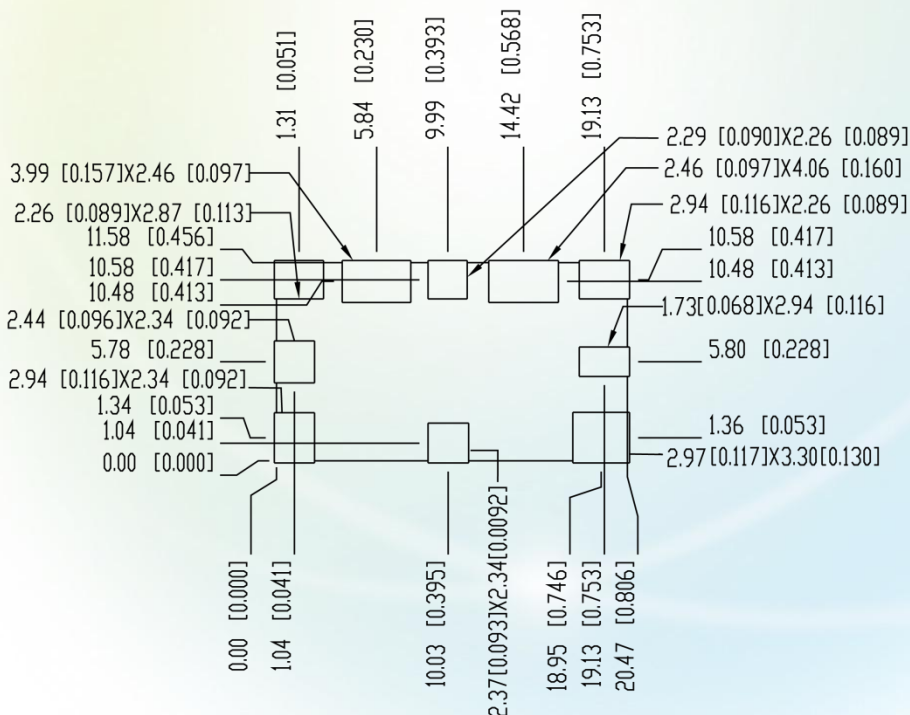 1.31 [0.051]
5.84 [0.230]
9.99 [0.393]
14.42 [0.568]
19.13 [0.753]
3.99 [0.157]X2.46 [0.097]
2.26 [0.089]X2.87 [0.113]
11.58 [0.456]
10.58 [0.417]
10.48 [0.413]
2.44 [0.096]X2.34 [0.092]
5.78 [0.228]
2.94 [0.116]X2.34 [0.092]
1.34 [0.053]
1.04 [0.041]
0.00 [0.000]
2.29 [0.090]X2.26 [0.089]
2.46 [0.097]X4.06 [0.160]
2.94 [0.116]X2.26 [0.089]
10.58 [0.417]
10.48 [0.413]
1.73[0.068]X2.94 [0.116]
5.80 [0.228]
1.36 [0.053]
2.97[0.117]X3.30[0.130]
0.00 [0.000]
1.04 [0.041]
10.03 [0.395]
2.37[0.093]X2.34[0.0092]
18.95 [0.746]
19.13 [0.753]
20.47 [0.806]